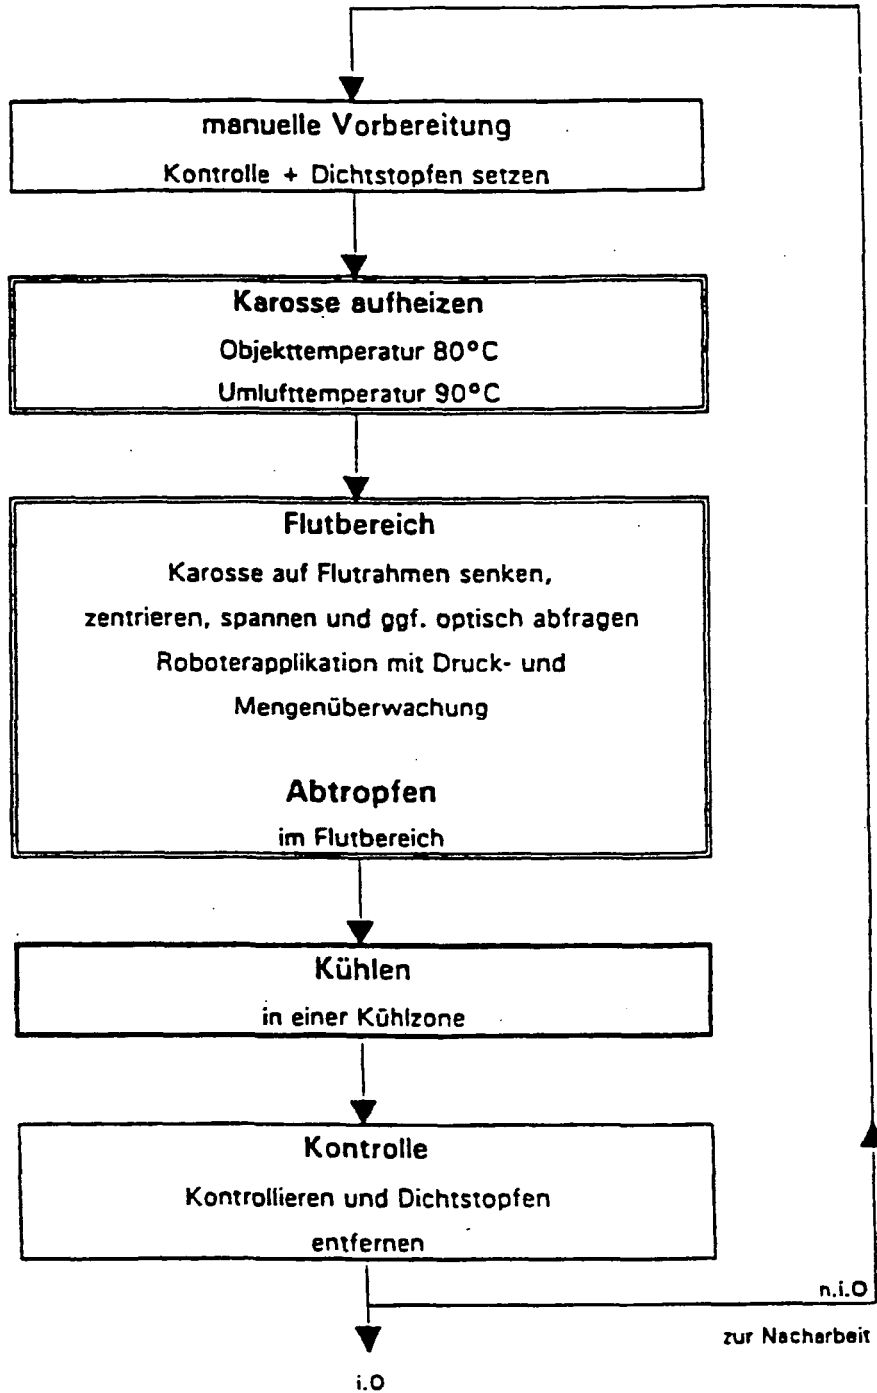 manuelle Vorbereitung
Kontrolle + Dichtstopfen setzen
Karosse aufheizen
Objekttemperatur 80°C
Umlufttemperatur 90°C
Flutbereich
Karosse auf Flutrahmen senken,
zentrieren, spannen und ggf. optisch abfragen
Roboterapplikation mit Druck- und
Mengenüberwachung
Abtropfen
im Flutbereich
Kühlen
in einer Kühlzone
Kontrolle
Kontrollieren und Dichtstopfen
entfernen
n.i.O
zur Nacharbeit
i.O